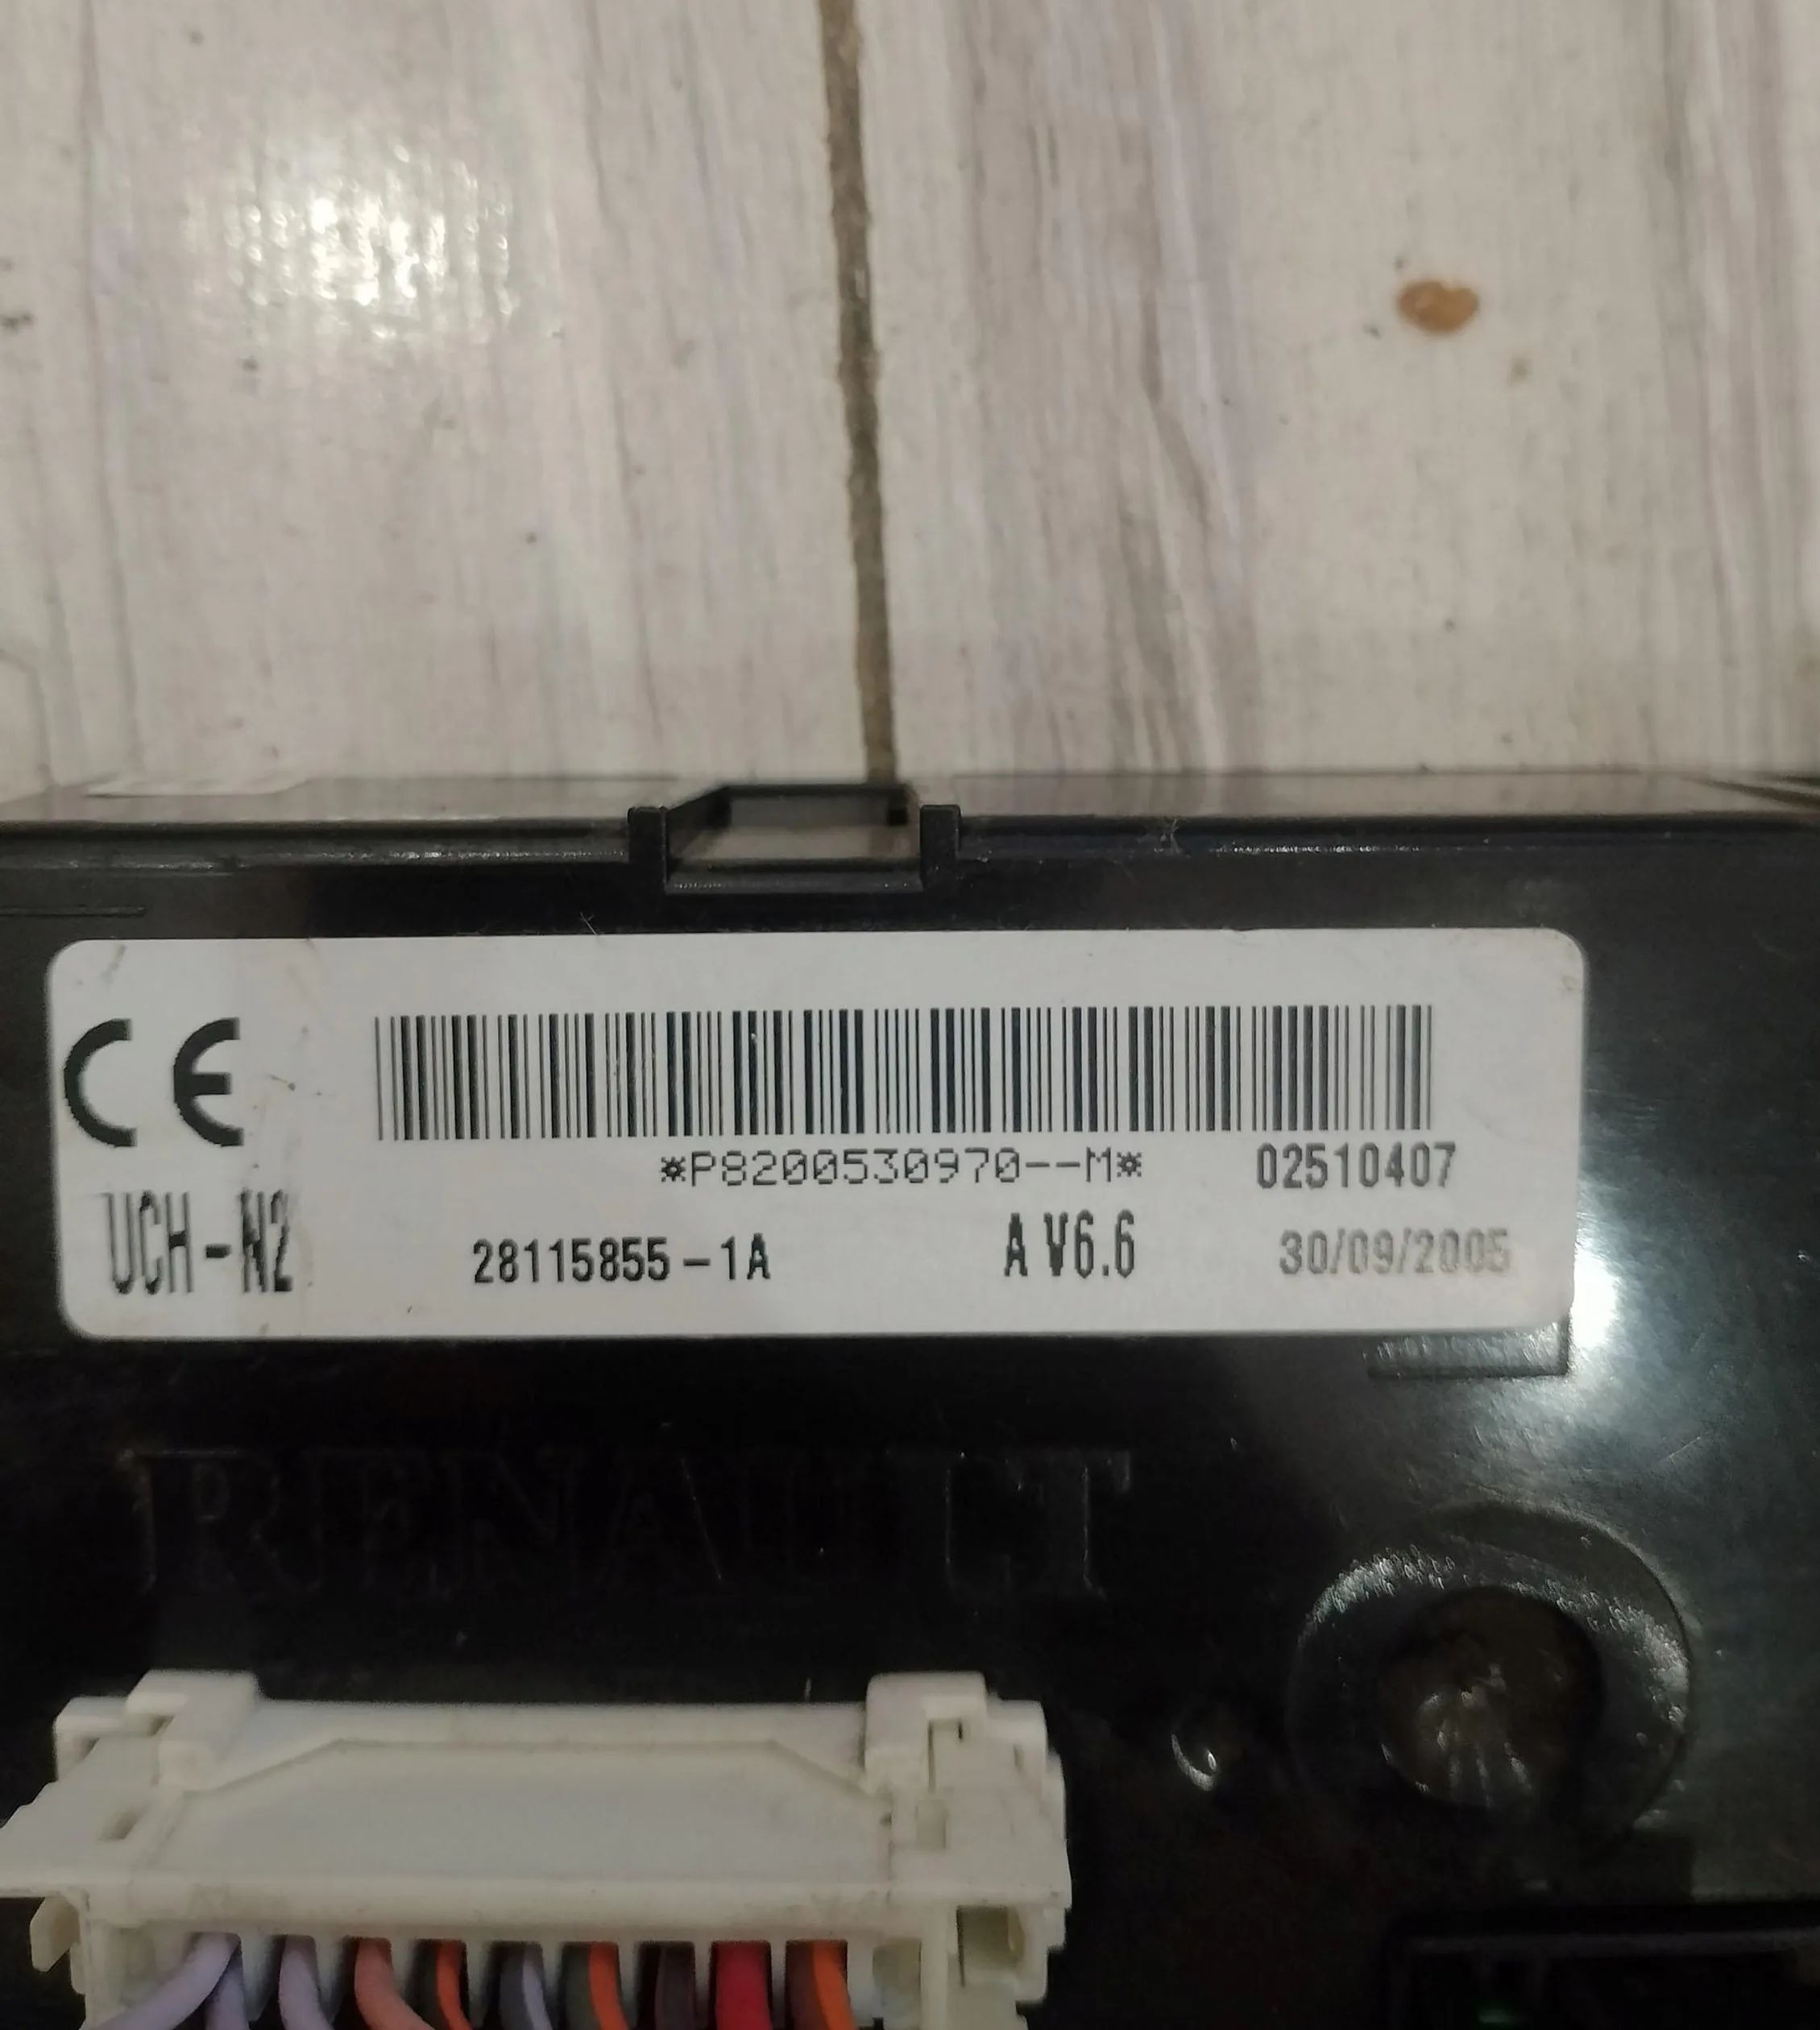 CE
*P8200530970--M* 02510407
UCH-N2 28115855-1A A V6.6 30/09/2005
RENAULT